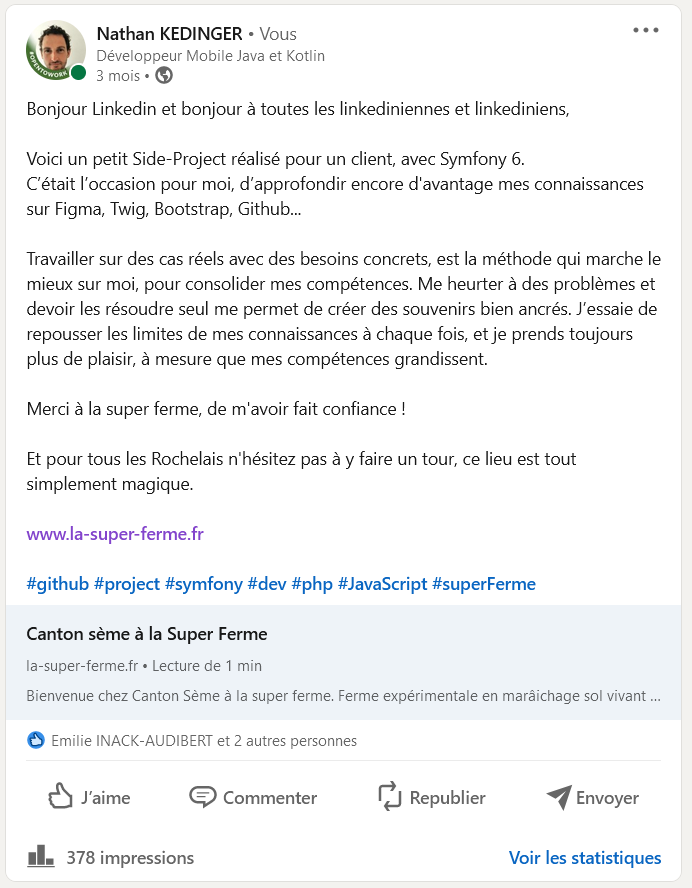 Nathan KEDINGER • Vous
Développeur Mobile Java et Kotlin
3 mois •
#OPENTOWORK
Bonjour Linkedin et bonjour à toutes les linkediniennes et linkediniens,
Voici un petit Side-Project réalisé pour un client, avec Symfony 6.
C’était l’occasion pour moi, d’approfondir encore d'avantage mes connaissances
sur Figma, Twig, Bootstrap, Github...
Travailler sur des cas réels avec des besoins concrets, est la méthode qui marche le
mieux sur moi, pour consolider mes compétences. Me heurter à des problèmes et
devoir les résoudre seul me permet de créer des souvenirs bien ancrés. J’essaie de
repousser les limites de mes connaissances à chaque fois, et je prends toujours
plus de plaisir, à mesure que mes compétences grandissent.
Merci à la super ferme, de m'avoir fait confiance !
Et pour tous les Rochelais n'hésitez pas à y faire un tour, ce lieu est tout
simplement magique.
www.la-super-ferme.fr
#github #project #symfony #dev #php #JavaScript #superFerme
Canton sème à la Super Ferme
la-super-ferme.fr • Lecture de 1 min
Bienvenue chez Canton Sème à la super ferme. Ferme expérimentale en marâichage sol vivant ...
Emilie INACK-AUDIBERT et 2 autres personnes
J’aime Commenter Republier Envoyer
378 impressions Voir les statistiques